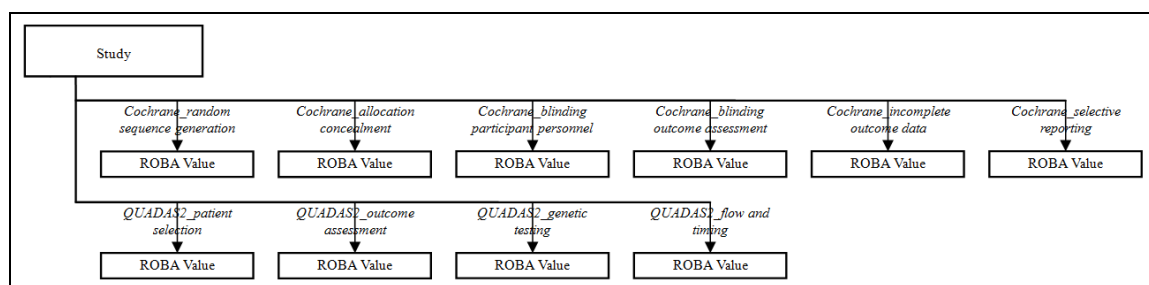 Study
Cochrane_random
sequence generation
Cochrane_allocation
concealment
Cochrane_blinding
participant personnel
Cochrane_blinding
outcome assessment
Cochrane_incomplete
outcome data
Cochrane_selective
reporting
ROBA Value
ROBA Value
ROBA Value
ROBA Value
ROBA Value
ROBA Value
QUADAS2_patient
selection
QUADAS2_outcome
assessment
QUADAS2_genetic
testing
QUADAS2_flow and
timing
ROBA Value
ROBA Value
ROBA Value
ROBA Value